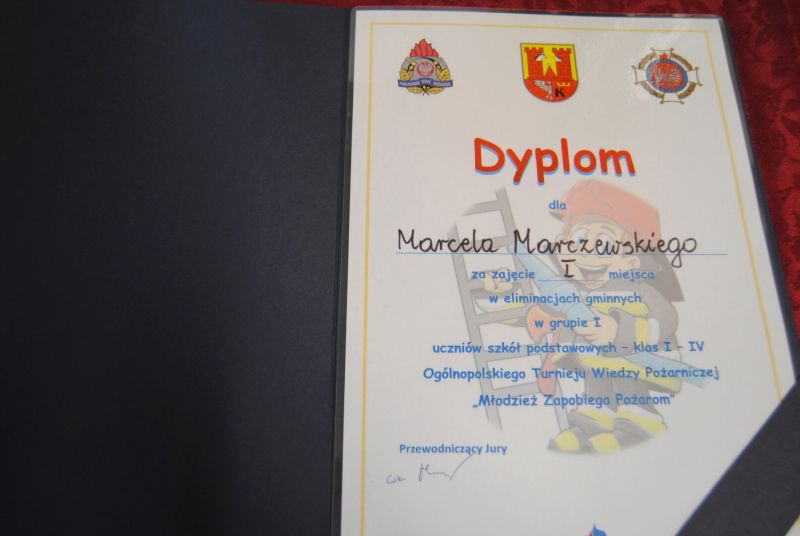 K
Dyplom
dla
Marcela Marczewskiego
za zajęcie I miejsca
w eliminacjach gminnych
w grupie I
uczniów szkół podstawowych – klas I - IV
Ogólnopolskiego Turnieju Wiedzy Pożarniczej
„Młodzież Zapobiega Pożarom"
Przewodniczący Jury